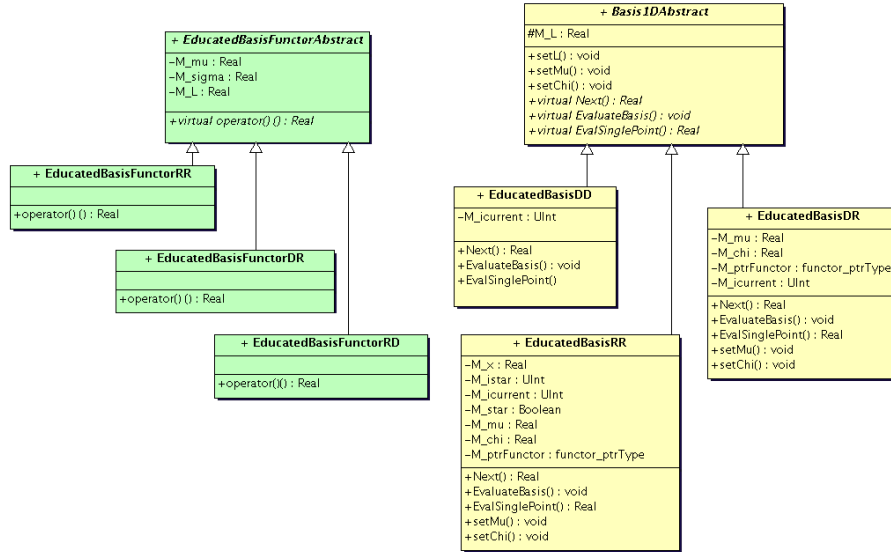 + EducatedBasisFunctorAbstract
-M_mu : Real
-M_sigma : Real
-M_L : Real
+virtual operator()() : Real
+ EducatedBasisFunctorRR
+operator()() : Real
+ EducatedBasisFunctorDR
+operator()() : Real
+ EducatedBasisFunctorRD
+operator()() : Real
+ Basis1DAbstract
#M_L : Real
+setL() : void
+setMu() : void
+setChi() : void
+virtual Next() : Real
+virtual EvaluateBasis() : void
+virtual EvalSinglePoint() : Real
+ EducatedBasisDD
-M_icurrent : UInt
+Next() : Real
+EvaluateBasis() : void
+EvalSinglePoint()
+ EducatedBasisDR
-M_mu : Real
-M_chi : Real
-M_ptrFunctor : functor_ptrType
-M_icurrent : UInt
+Next() : Real
+EvaluateBasis() : void
+EvalSinglePoint() : Real
+setMu() : void
+setChi() : void
+ EducatedBasisRR
-M_x : Real
-M_istar : UInt
-M_icurrent : UInt
-M_star : Boolean
-M_mu : Real
-M_chi : Real
-M_ptrFunctor : functor_ptrType
+Next() : Real
+EvaluateBasis() : void
+EvalSinglePoint() : Real
+setMu() : void
+setChi() : void